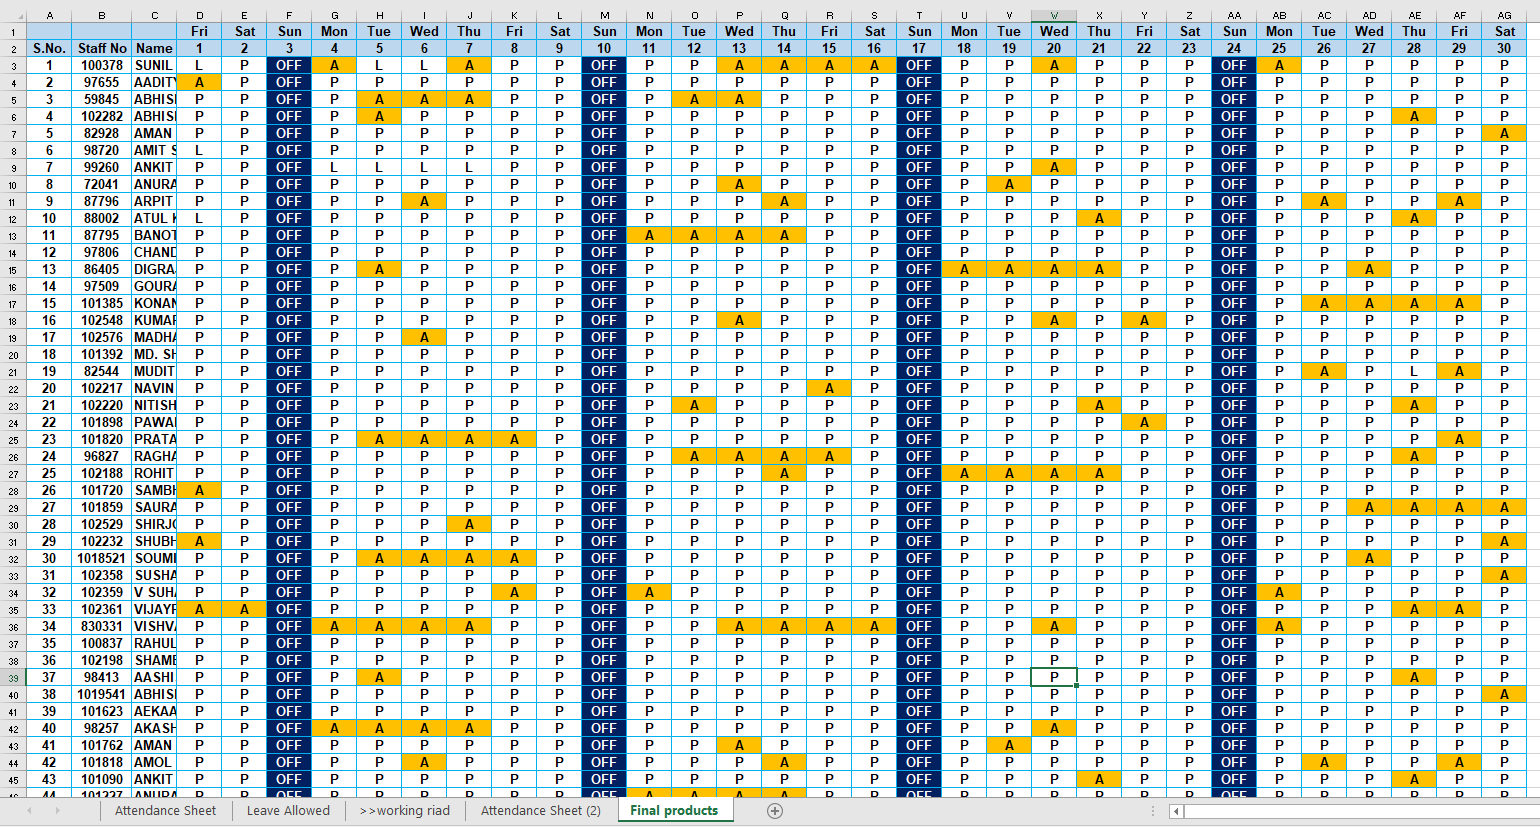 A B C D E F G H I J K L M N O P Q R S T U V W X Y Z AA AB AC AD AE AF AG
1 Fri Sat Sun Mon Tue Wed Thu Fri Sat Sun Mon Tue Wed Thu Fri Sat Sun Mon Tue Wed Thu Fri Sat Sun Mon Tue Wed Thu Fri Sat
2 S.No. Staff No Name 1 2 3 4 5 6 7 8 9 10 11 12 13 14 15 16 17 18 19 20 21 22 23 24 25 26 27 28 29 30
3 1 100378 SUNIL L P OFF A L L A P P OFF P P A A A A OFF P P A P P P OFF A P P P P P
4 2 97655 AADITY A P OFF P P P P P P OFF P P P P P P OFF P P P P P P OFF P P P P P P
5 3 59845 ABHIS P P OFF P A A A P P OFF P A A P P P OFF P P P P P P OFF P P P P P P
6 4 102282 ABHIS P P OFF P A P P P P OFF P P P P P P OFF P P P P P P OFF P P P A P P
7 5 82928 AMAN P P OFF P P P P P P OFF P P P P P P OFF P P P P P P OFF P P P P P A
8 6 98720 AMIT S L P OFF P P P P P P OFF P P P P P P OFF P P P P P P OFF P P P P P P
9 7 99260 ANKIT P P OFF L L L L P P OFF P P P P P P OFF P P A P P P OFF P P P P P P
10 8 72041 ANURA P P OFF P P P P P P OFF P P A P P P OFF P A P P P P OFF P P P P P P
11 9 87796 ARPIT P P OFF P P A P P P OFF P P P A P P OFF P P P P P P OFF P A P P A P
12 10 88002 ATUL K L P OFF P P P P P P OFF P P P P P P OFF P P P A P P OFF P P P A P P
13 11 87795 BANOT P P OFF P P P P P P OFF A A A A P P OFF P P P P P P OFF P P P P P P
14 12 97806 CHAND P P OFF P P P P P P OFF P P P P P P OFF P P P P P P OFF P P P P P P
15 13 86405 DIGRA P P OFF P A P P P P OFF P P P P P P OFF A A A A P P OFF P P A P P P
16 14 97509 GOURA P P OFF P P P P P P OFF P P P P P P OFF P P P P P P OFF P P P P P P
17 15 101385 KONAN P P OFF P P P P P P OFF P P P P P P OFF P P P P P P OFF P A A A A P
18 16 102548 KUMAR P P OFF P P P P P P OFF P P A P P P OFF P P A P A P OFF P P P P P P
19 17 102576 MADHA P P OFF P P A P P P OFF P P P P P P OFF P P P P P P OFF P P P P P P
20 18 101392 MD. SH P P OFF P P P P P P OFF P P P P P P OFF P P P P P P OFF P P P P P P
21 19 82544 MUDIT P P OFF P P P P P P OFF P P P P P P OFF P P P P P P OFF P A P L A P
22 20 102217 NAVIN P P OFF P P P P P P OFF P P P P A P OFF P P P P P P OFF P P P P P P
23 21 102220 NITISH P P OFF P P P P P P OFF P A P P P P OFF P P P A P P OFF P P P A P P
24 22 101898 PAWA P P OFF P P P P P P OFF P P P P P P OFF P P P P A P OFF P P P P P P
25 23 101820 PRATA P P OFF P A A A A P OFF P P P P P P OFF P P P P P P OFF P P P P A P
26 24 96827 RAGHA P P OFF P P P P P P OFF P A A A A P OFF P P P P P P OFF P P P A P P
27 25 102188 ROHIT P P OFF P P P P P P OFF P P P A P P OFF A A A A P P OFF P P P P P P
28 26 101720 SAMBH A P OFF P P P P P P OFF P P P P P P OFF P P P P P P OFF P P P P P P
29 27 101859 SAURA P P OFF P P P P P P OFF P P P P P P OFF P P P P P P OFF P P A A A A
30 28 102529 SHIRJO P P OFF P P P A P P OFF P P P P P P OFF P P P P P P OFF P P P P P P
31 29 102232 SHUBH A P OFF P P P P P P OFF P P P P P P OFF P P P P P P OFF P P P P P A
32 30 1018521 SOUMI P P OFF P A A A A P OFF P P P P P P OFF P P P P P P OFF P P A P P P
33 31 102358 SUSHA P P OFF P P P P P P OFF P P P P P P OFF P P P P P P OFF P P P P P A
34 32 102359 V SUHA P P OFF P P P P A P OFF A P P P P P OFF P P P P P P OFF A P P P P P
35 33 102361 VIJAYF A A OFF P P P P P P OFF P P P P P P OFF P P P P P P OFF P P P A A P
36 34 830331 VISHV P P OFF A A A A P P OFF P P A A A A OFF P P A P P P OFF A P P P P P
37 35 100837 RAHUL P P OFF P P P P P P OFF P P P P P P OFF P P P P P P OFF P P P P P P
38 36 102198 SHAME P P OFF P P P P P P OFF P P P P P P OFF P P P P P P OFF P P P P P P
39 37 98413 AASHI P P OFF P A P P P P OFF P P P P P P OFF P P P P P P OFF P P P A P P
40 38 1019541 ABHIS P P OFF P P P P P P OFF P P P P P P OFF P P P P P P OFF P P P P P A
41 39 101623 AEKAA P P OFF P P P P P P OFF P P P P P P OFF P P P P P P OFF P P P P P P
42 40 98257 AKASH P P OFF A A A A P P OFF P P P P P P OFF P P A P P P OFF P P P P P P
43 41 101762 AMAN P P OFF P P P P P P OFF P P A P P P OFF P A P P P P OFF P P P P P P
44 42 101818 AMOL P P OFF P P A P P P OFF P P P A P P OFF P P P P P P OFF P A P P A P
45 43 101090 ANKIT P P OFF P P P P P P OFF P P P P P P OFF P P P A P P OFF P P P A P P
Attendance Sheet Leave Allowed >>working riad Attendance Sheet (2) Final products